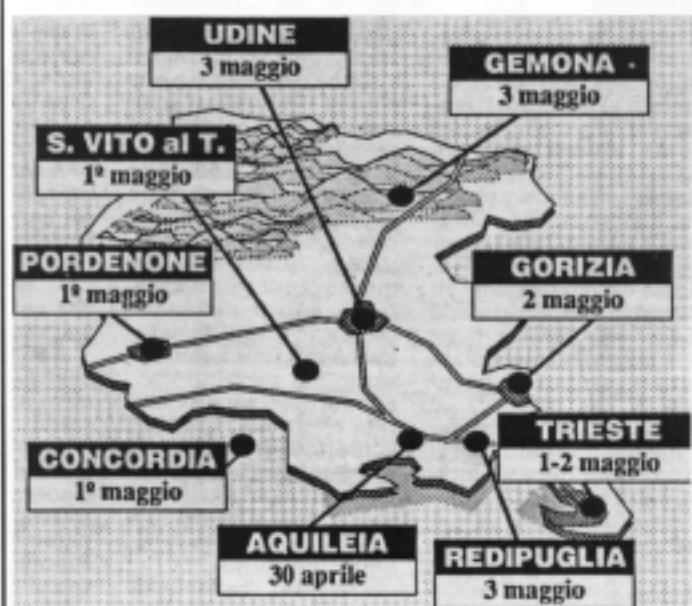 UDINE
3 maggio
GEMONA
3 maggio
S. VITO al T.
1º maggio
PORDENONE
1º maggio
GORIZIA
2 maggio
CONCORDIA
1º maggio
TRIESTE
1-2 maggio
AQUILEIA
30 aprile
REDIPUGLIA
3 maggio